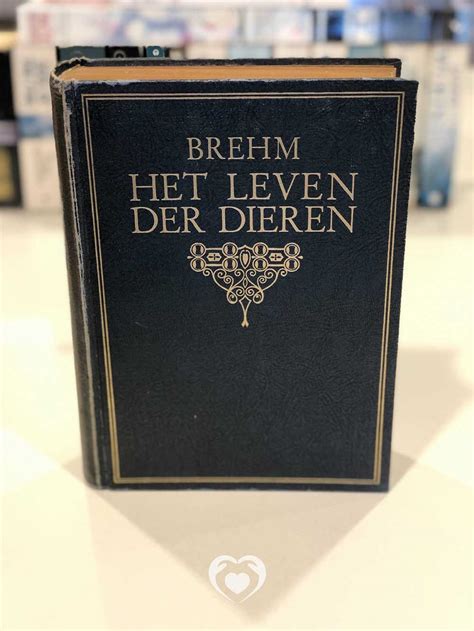 BREHM
HET LEVEN
DER DIEREN